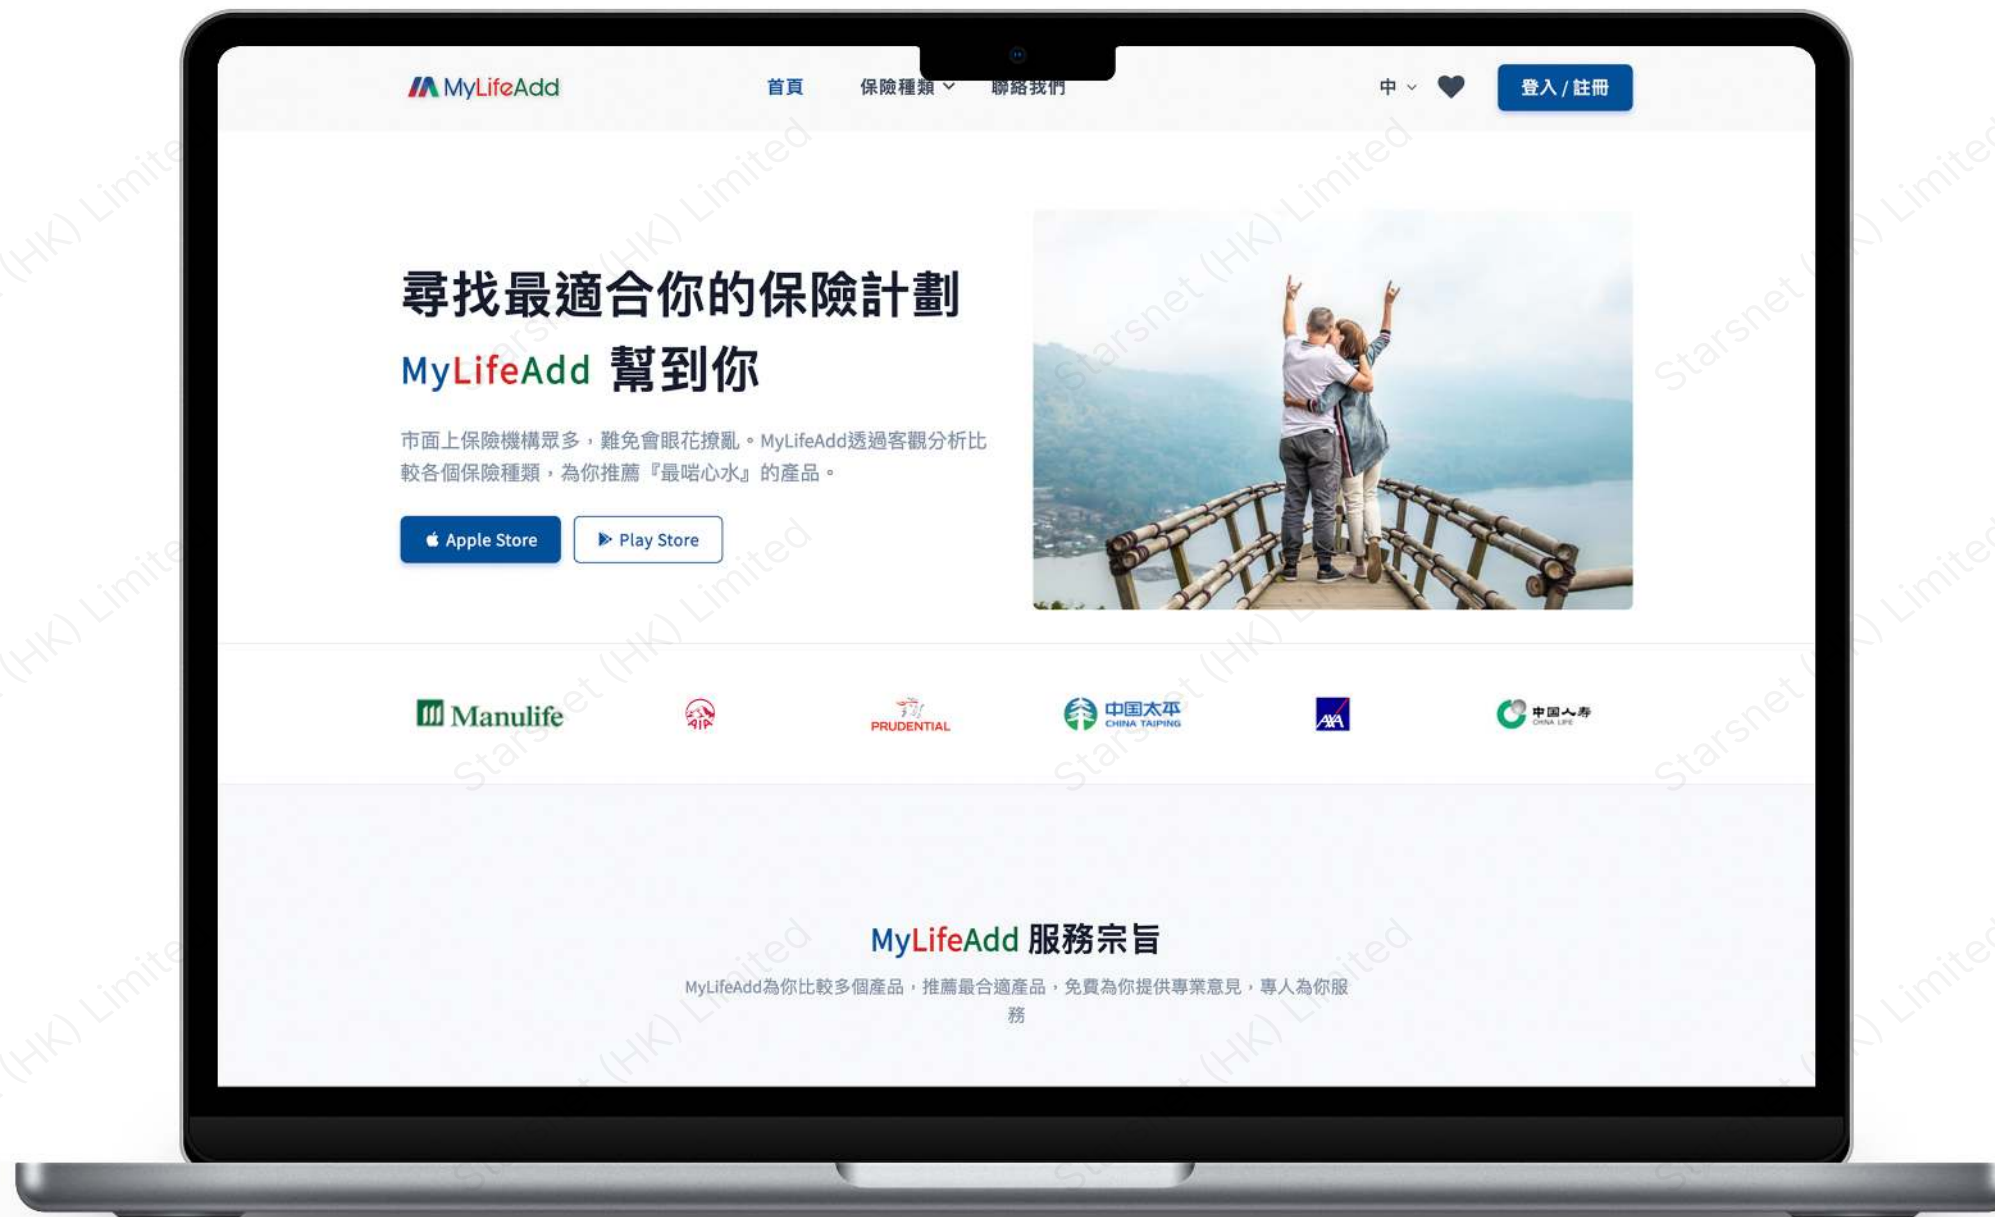 MyLifeAdd
首頁
保險種類
聯絡我們
中
登入 / 註冊
尋找最適合你的保險計劃
MyLifeAdd 幫到你
市面上保險機構眾多，難免會眼花撩亂。MyLifeAdd透過客觀分析比
較各個保險種類，為你推薦『最啱心水』的產品。
Apple Store
Play Store
Manulife
AIA
PRUDENTIAL
中国太平
CHINA TAIPING
AXA
中国人寿
CHINA LIFE
MyLifeAdd 服務宗旨
MyLifeAdd為你比較多個產品，推薦最合適產品，免費為你提供專業意見，專人為你服
務
Starsnet (HK) Limited